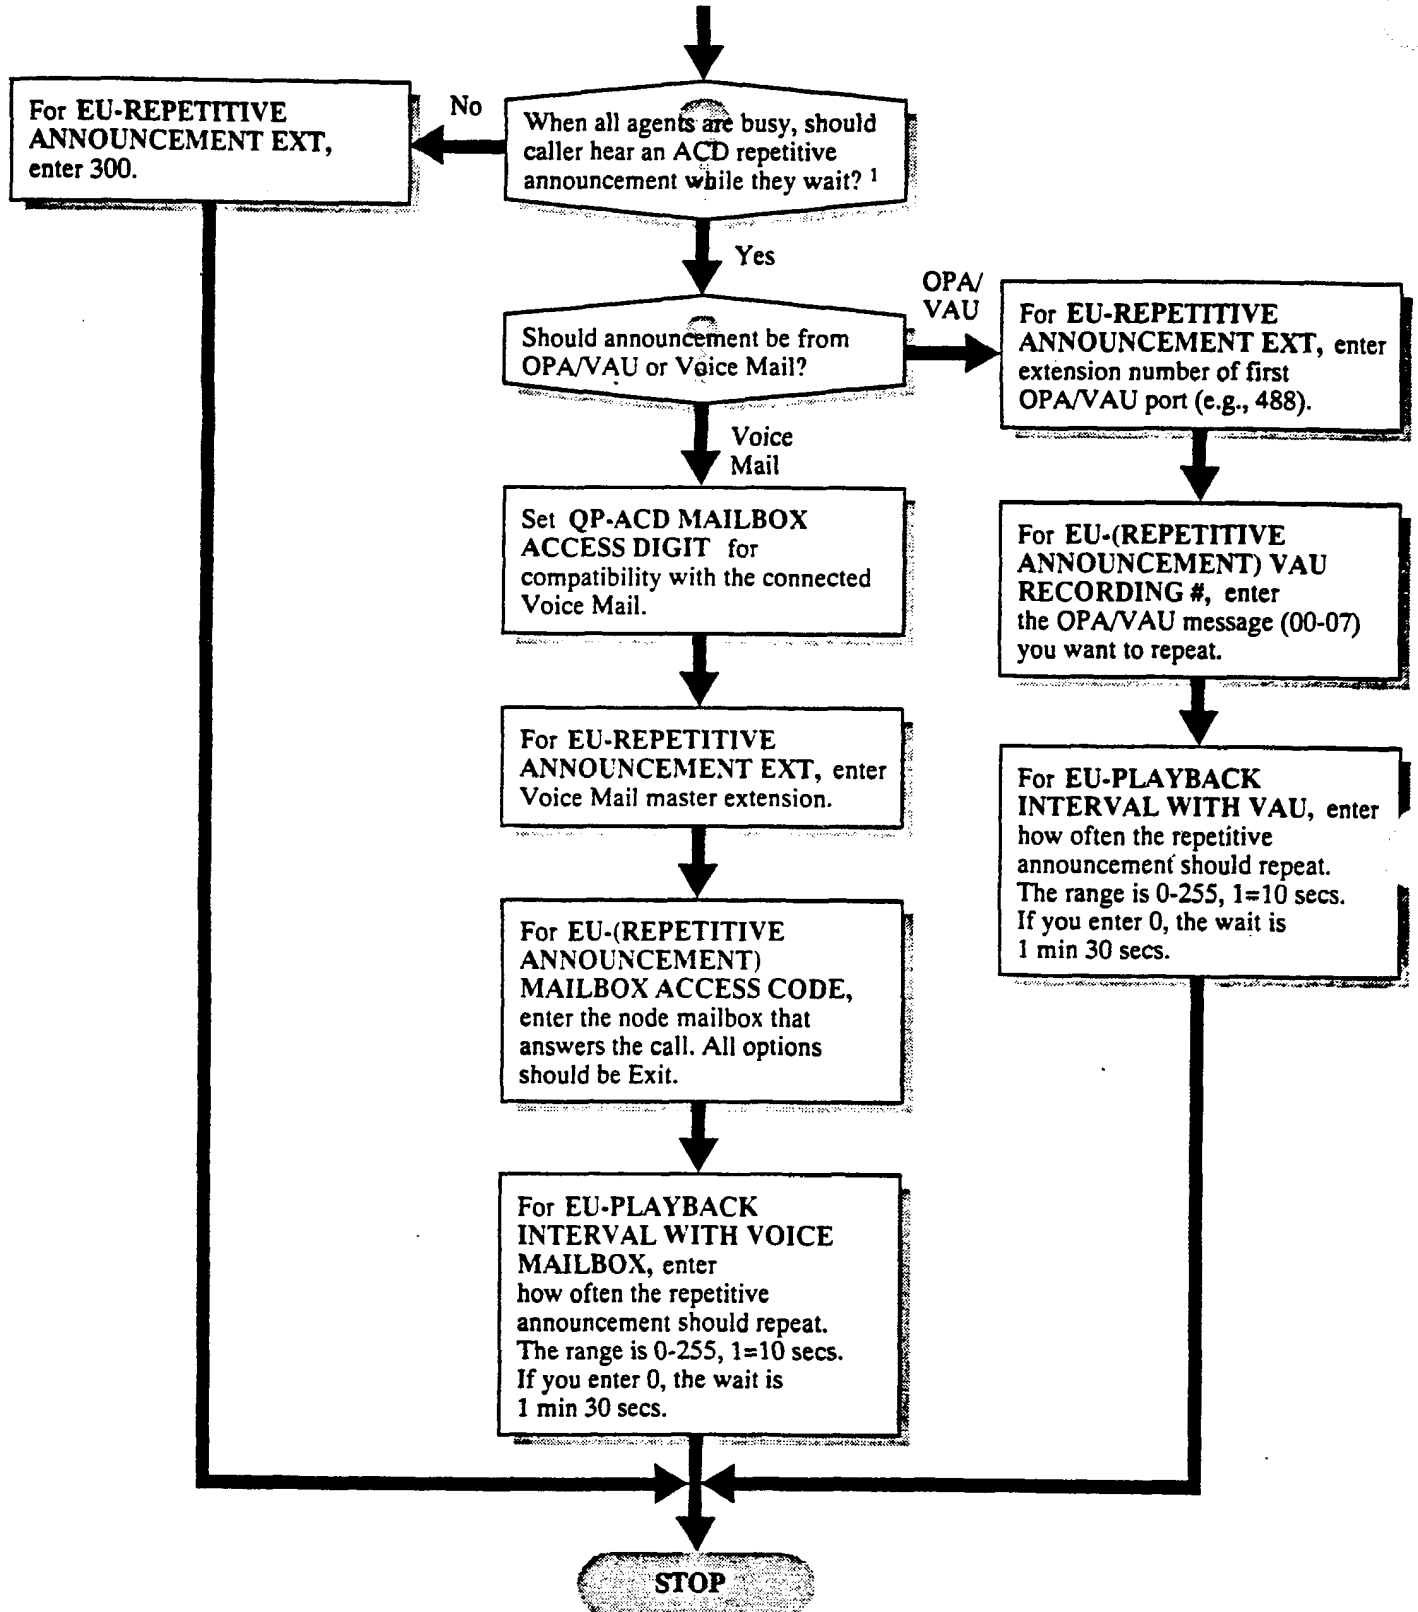 For EU-REPETITIVE
ANNOUNCEMENT EXT,
enter 300.
No
When all agents are busy, should
caller hear an ACD repetitive
announcement while they wait? 1
Yes
Should announcement be from
OPA/VAU or Voice Mail?
OPA/
VAU
For EU-REPETITIVE
ANNOUNCEMENT EXT, enter
extension number of first
OPA/VAU port (e.g., 488).
Voice
Mail
Set QP-ACD MAILBOX
ACCESS DIGIT for
compatibility with the connected
Voice Mail.
For EU-(REPETITIVE
ANNOUNCEMENT) VAU
RECORDING #, enter
the OPA/VAU message (00-07)
you want to repeat.
For EU-REPETITIVE
ANNOUNCEMENT EXT, enter
Voice Mail master extension.
For EU-PLAYBACK
INTERVAL WITH VAU, enter
how often the repetitive
announcement should repeat.
The range is 0-255, 1=10 secs.
If you enter 0, the wait is
1 min 30 secs.
For EU-(REPETITIVE
ANNOUNCEMENT)
MAILBOX ACCESS CODE,
enter the node mailbox that
answers the call. All options
should be Exit.
For EU-PLAYBACK
INTERVAL WITH VOICE
MAILBOX, enter
how often the repetitive
announcement should repeat.
The range is 0-255, 1=10 secs.
If you enter 0, the wait is
1 min 30 secs.
STOP